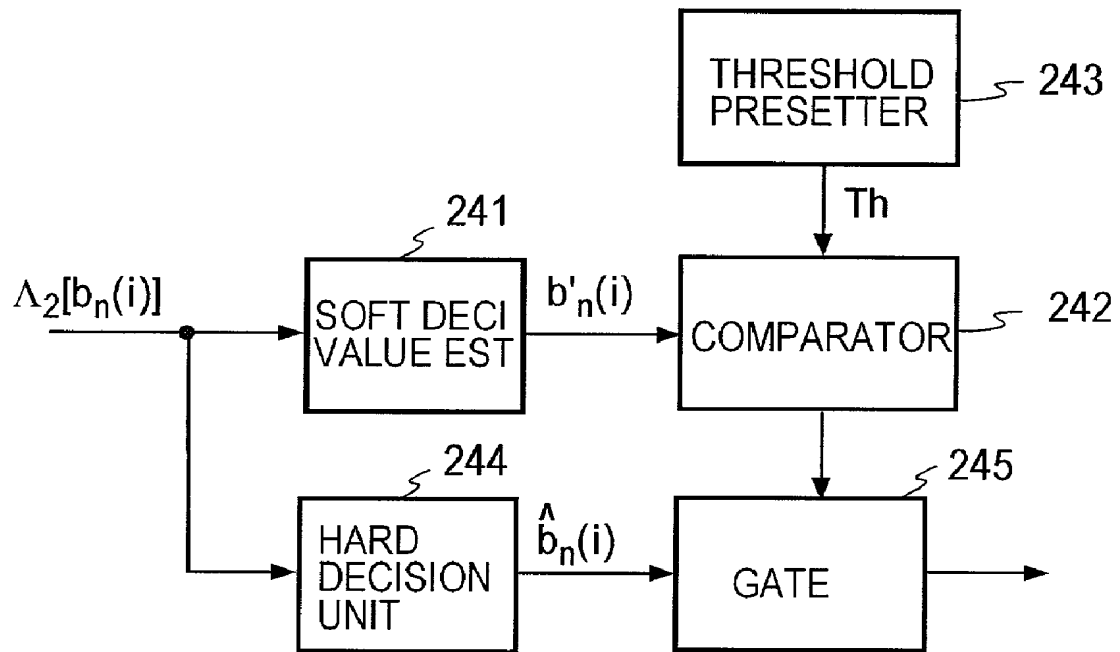 THRESHOLD
PRESETTER
243
Th
241
Λ₂[bₙ(i)]
SOFT DECI
VALUE EST
b'ₙ(i)
COMPARATOR
242
244
HARD
DECISION
UNIT
b̂ₙ(i)
245
GATE